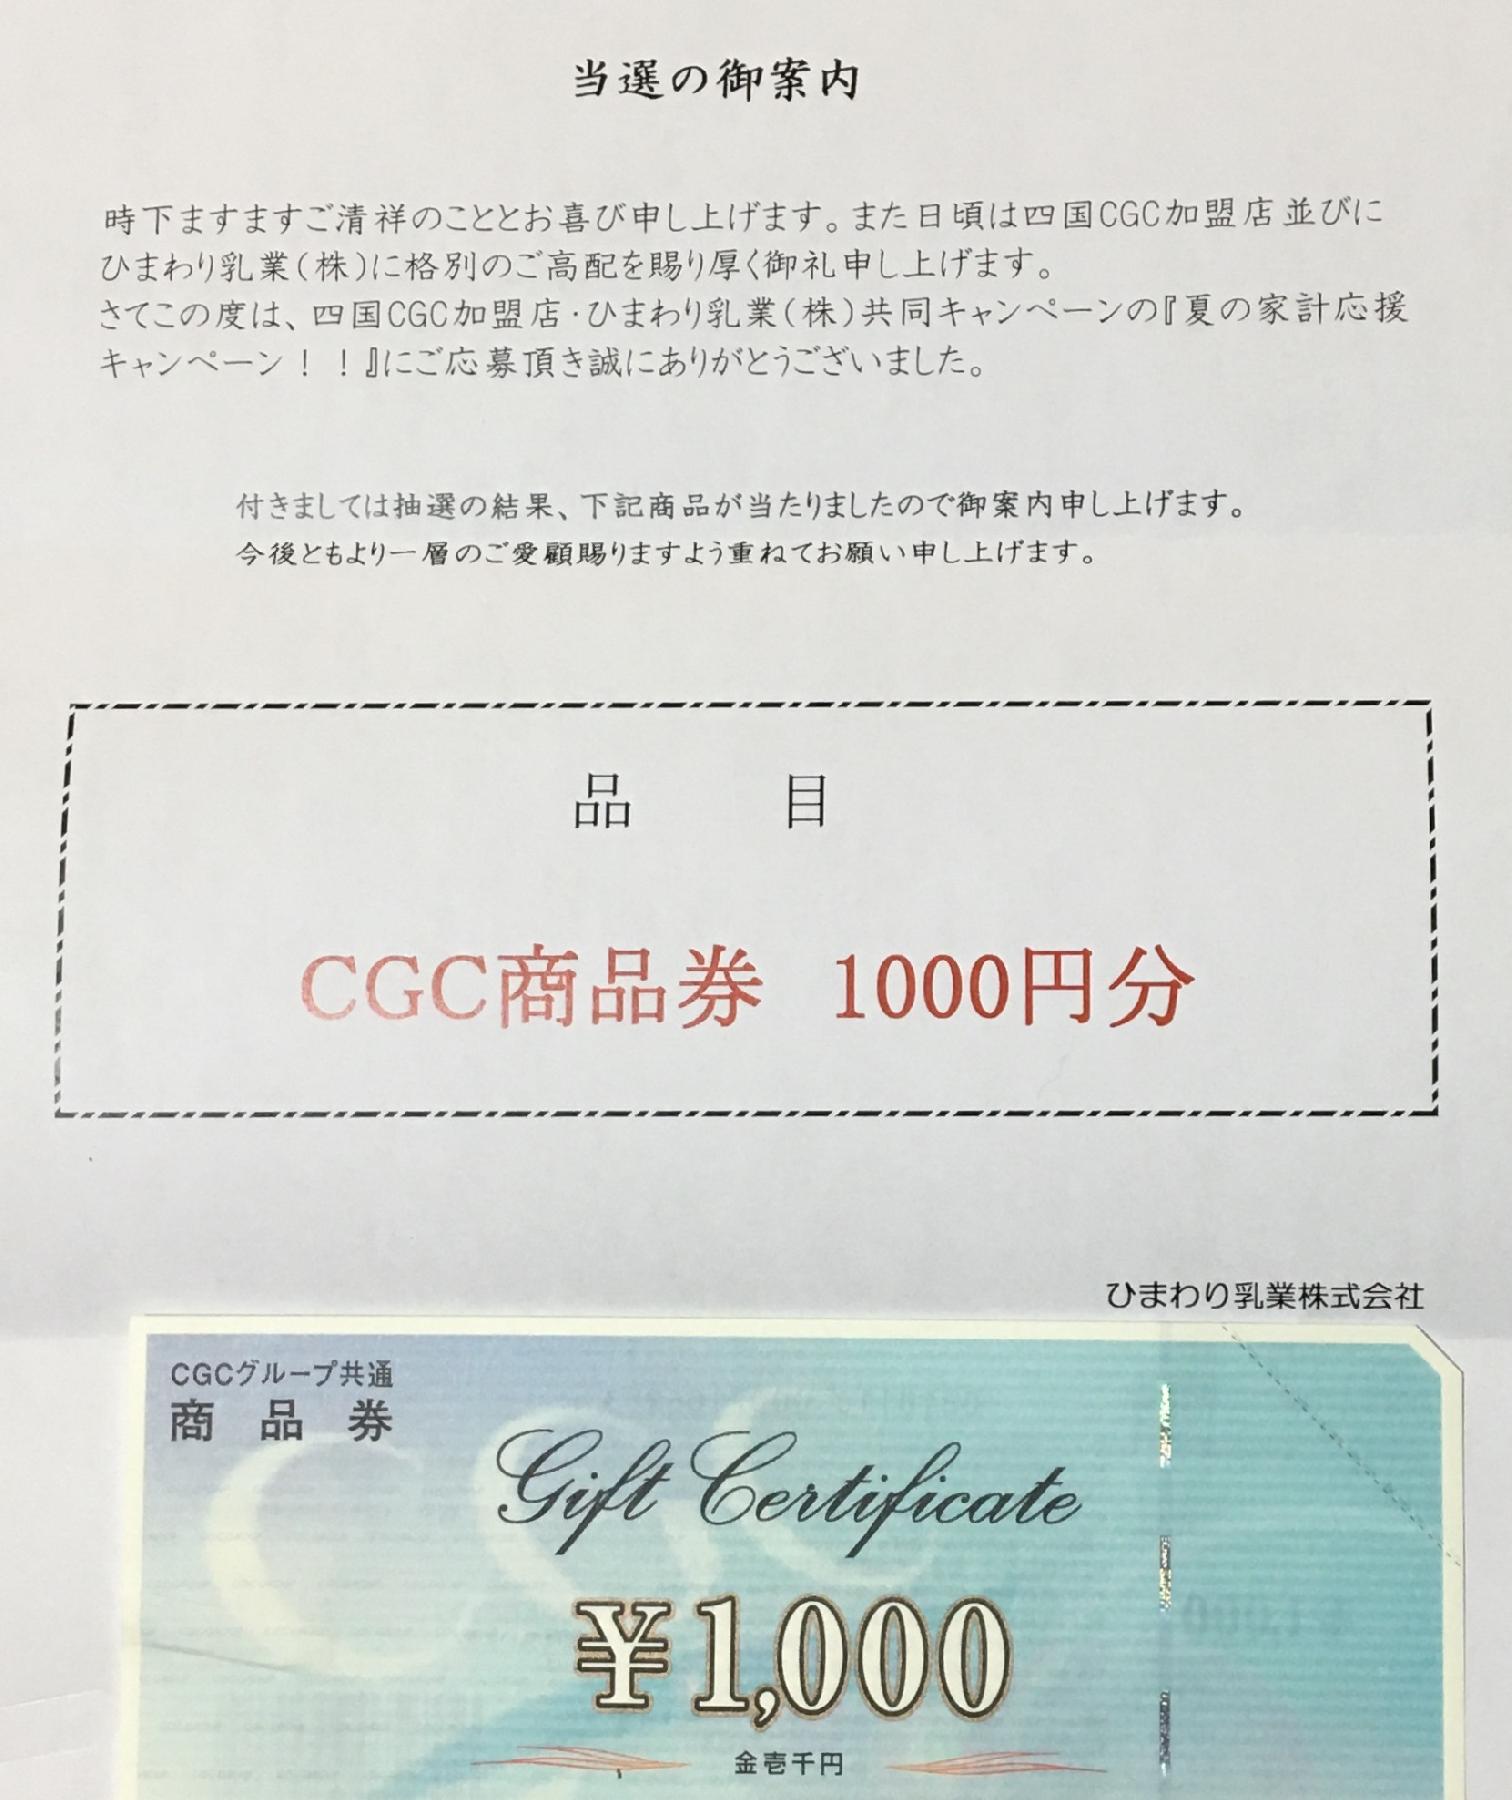 当選の御案内
時下ますますご清祥のこととお喜び申し上げます。また日頃は四国CGC加盟店並びに
ひまわり乳業(株)に格別のご高配を賜り厚く御礼申し上げます。
さてこの度は、四国CGC加盟店・ひまわり乳業(株)共同キャンペーンの『夏の家計応援
キャンペーン！！』にご応募頂き誠にありがとうございました。
付きましては抽選の結果、下記商品が当たりましたので御案内申し上げます。
今後ともより一層のご愛顧賜りますよう重ねてお願い申し上げます。
品 目
CGC商品券 1000円分
ひまわり乳業株式会社
CGCグループ共通
商品券
Gift Certificate
¥1,000
金壱千円